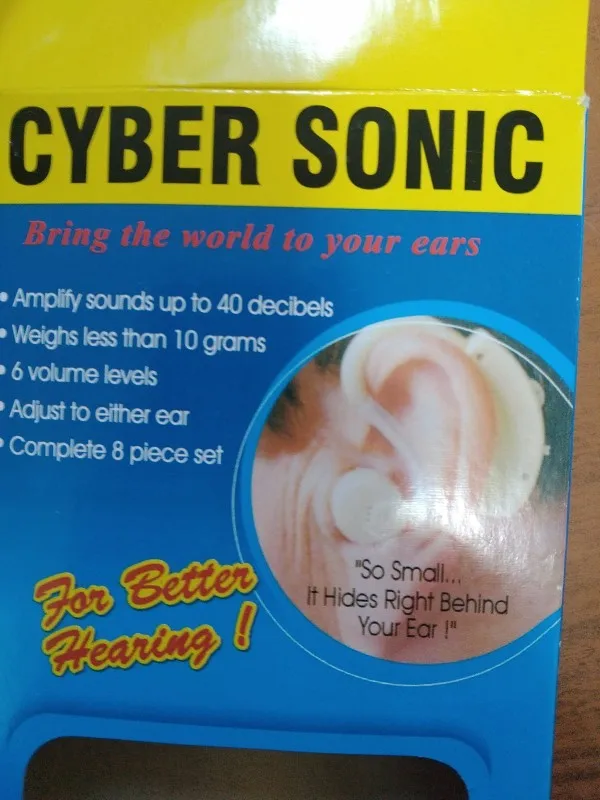 CYBER SONIC
Bring the world to your ears
• Amplify sounds up to 40 decibels
• Weighs less than 10 grams
• 6 volume levels
• Adjust to either ear
• Complete 8 piece set
"So Small...
It Hides Right Behind
Your Ear !"
For Better
Hearing !